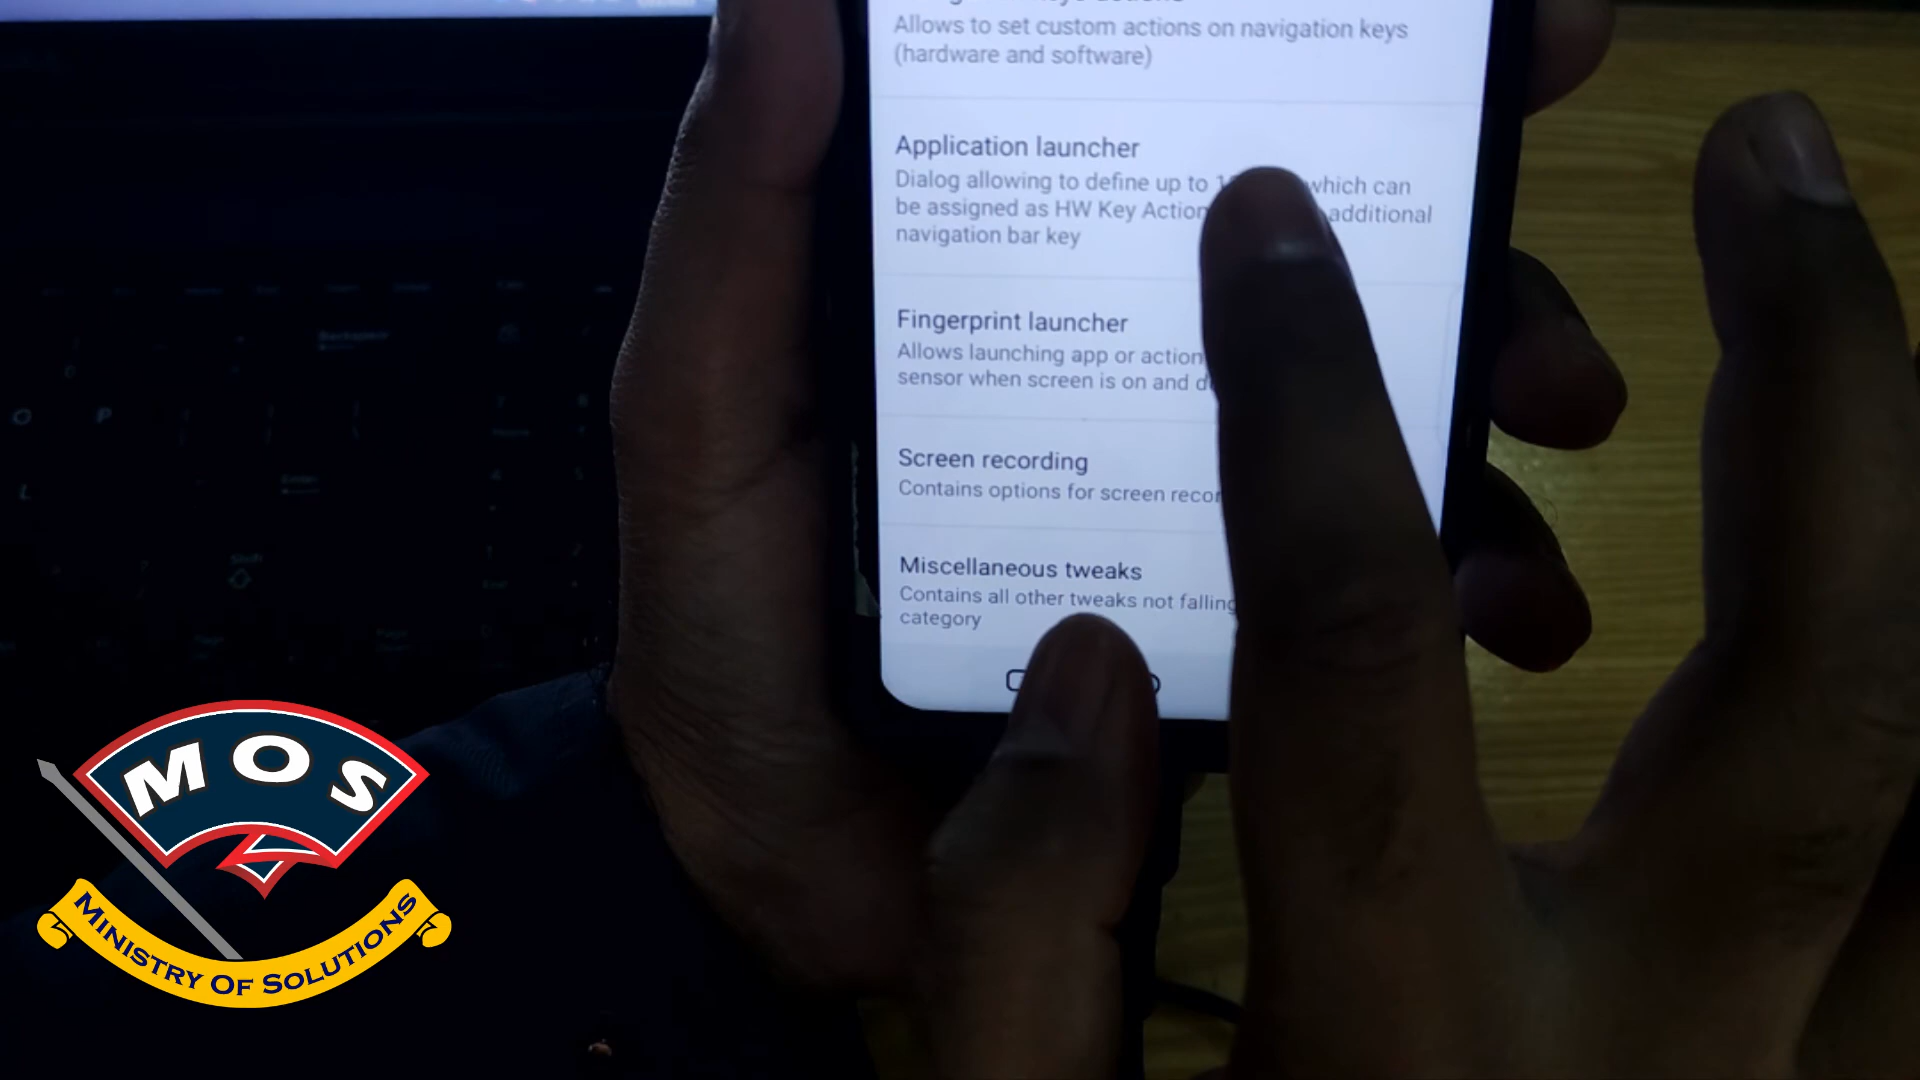 Allows to set custom actions on navigation keys
(hardware and software)
Application launcher
Dialog allowing to define up to which can
be assigned as HW Key Action additional
navigation bar key
Fingerprint launcher
Allows launching app or action
sensor when screen is on and
Screen recording
Contains options for screen
Miscellaneous tweaks
Contains all other tweaks not falling
category
Backspace
O P
L
Enter
Shift
MOS
MINISTRY OF SOLUTIONS